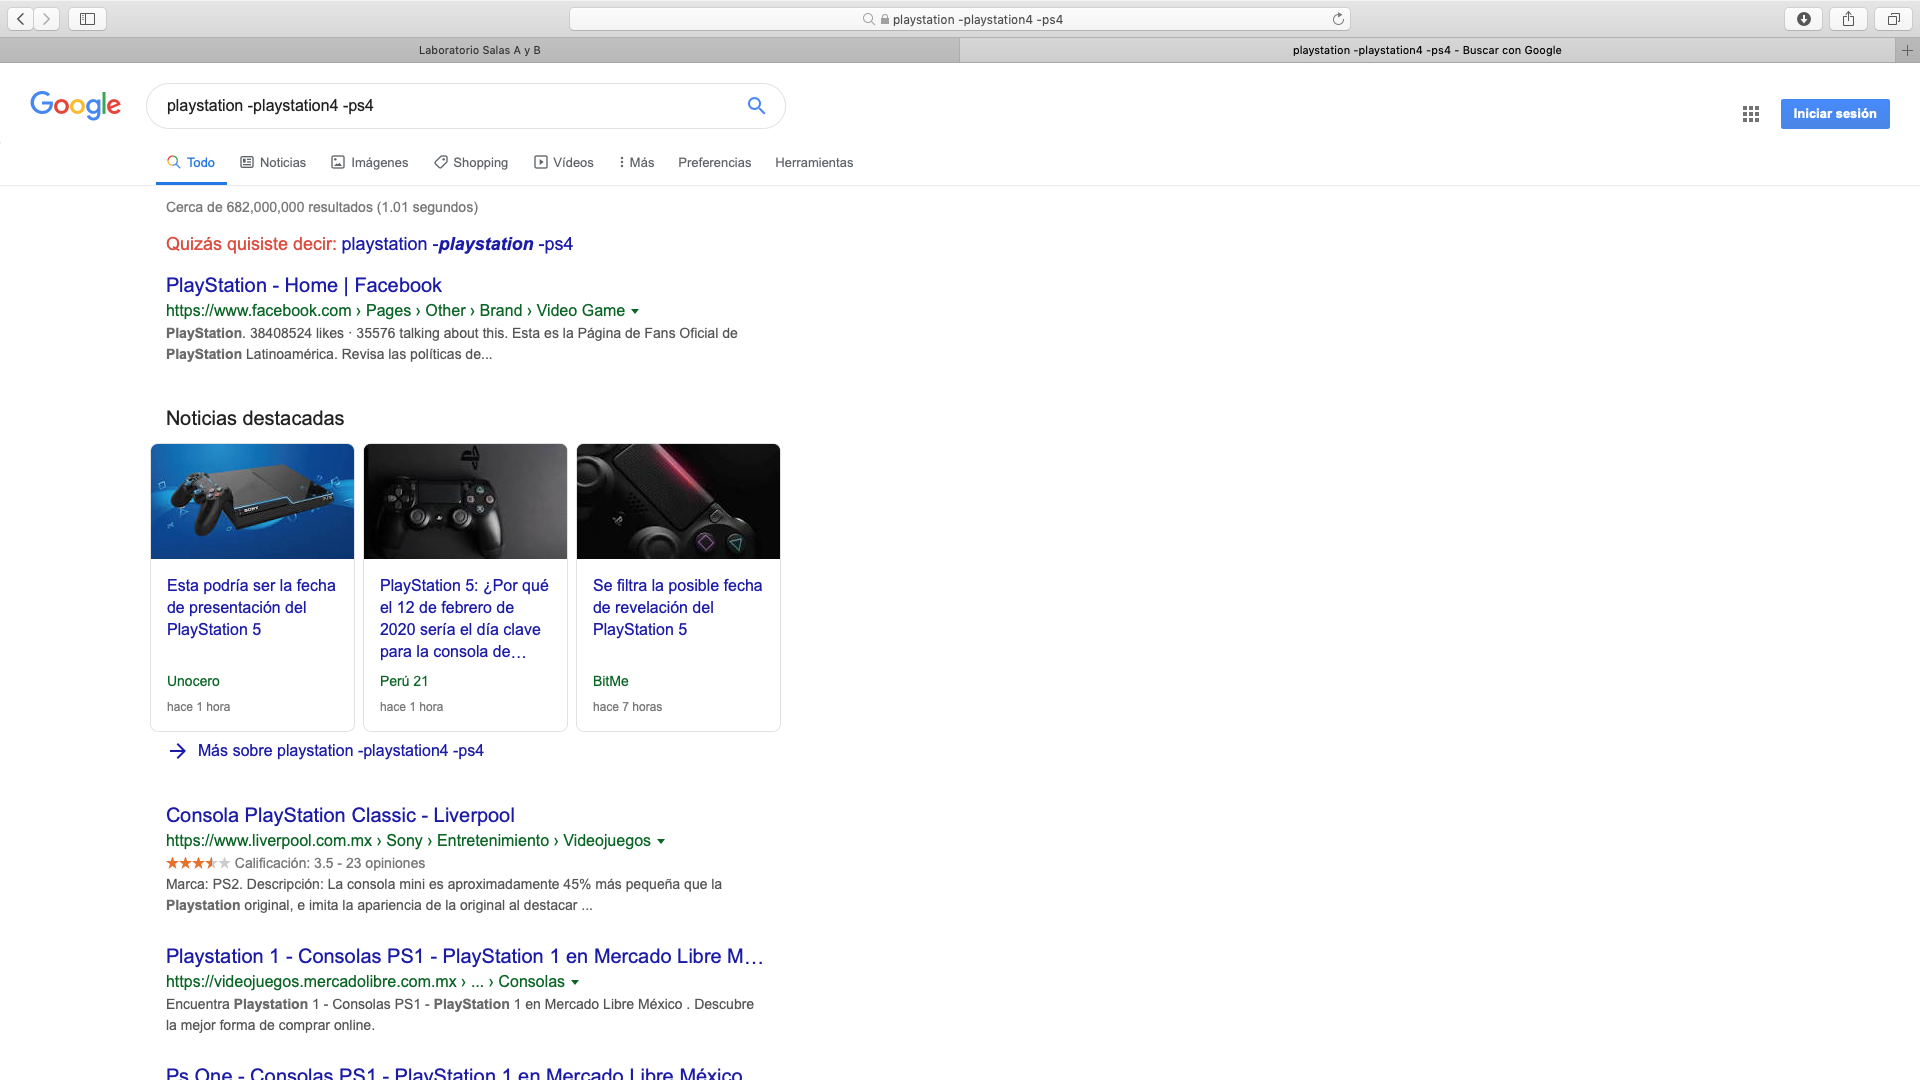 playstation -playstation4 -ps4
Laboratorio Salas A y B
playstation -playstation4 -ps4 - Buscar con Google
Google
playstation -playstation4 -ps4
Iniciar sesión
Todo
Noticias
Imágenes
Shopping
Vídeos
Más
Preferencias
Herramientas
Cerca de 682,000,000 resultados (1.01 segundos)
Quizás quisiste decir: playstation -playstation -ps4
PlayStation - Home | Facebook
https://www.facebook.com › Pages › Other › Brand › Video Game
PlayStation. 38408524 likes · 35576 talking about this. Esta es la Página de Fans Oficial de
PlayStation Latinoamérica. Revisa las políticas de...
Noticias destacadas
SONY
Esta podría ser la fecha
de presentación del
PlayStation 5
Unocero
hace 1 hora
PlayStation 5: ¿Por qué
el 12 de febrero de
2020 sería el día clave
para la consola de…
Perú 21
hace 1 hora
Se filtra la posible fecha
de revelación del
PlayStation 5
BitMe
hace 7 horas
Más sobre playstation -playstation4 -ps4
Consola PlayStation Classic - Liverpool
https://www.liverpool.com.mx › Sony › Entretenimiento › Videojuegos
Calificación: 3.5 - 23 opiniones
Marca: PS2. Descripción: La consola mini es aproximadamente 45% más pequeña que la
Playstation original, e imita la apariencia de la original al destacar ...
Playstation 1 - Consolas PS1 - PlayStation 1 en Mercado Libre M…
https://videojuegos.mercadolibre.com.mx › ... › Consolas
Encuentra Playstation 1 - Consolas PS1 - PlayStation 1 en Mercado Libre México . Descubre
la mejor forma de comprar online.
Ps One - Consolas PS1 - PlayStation 1 en Mercado Libre México